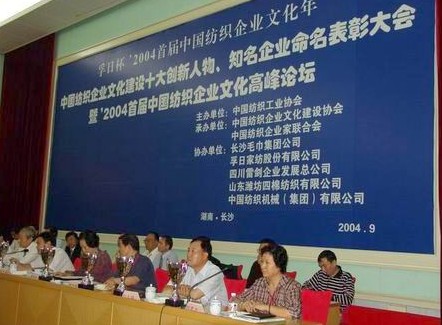 孚日杯’2004首届中国纺织企业文化年
中国纺织企业文化建设十大创新人物、知名企业命名表彰大会
暨’2004首届中国纺织企业文化高峰论坛
主办单位：中国纺织工业协会
承办单位：中国纺织企业文化建设协会
中国纺织企业家联合会
协办单位：长沙毛巾集团公司
孚日家纺股份有限公司
四川雷剑企业发展总公司
山东潍坊四棉纺织有限公司
中国纺织机械（集团）有限公司
湖南·长沙
2004.9